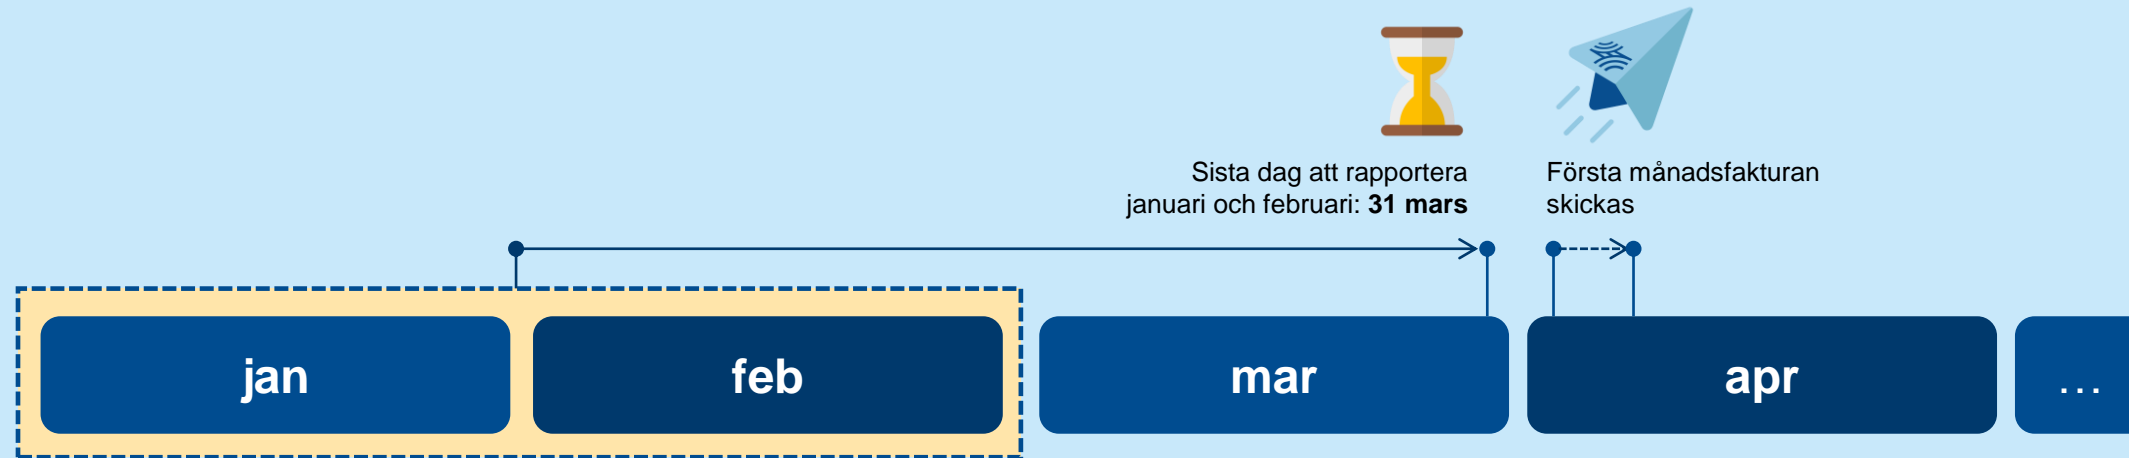 Sista dag att rapportera
januari och februari: 31 mars
Första månadsfakturan
skickas
jan
feb
mar
apr
…